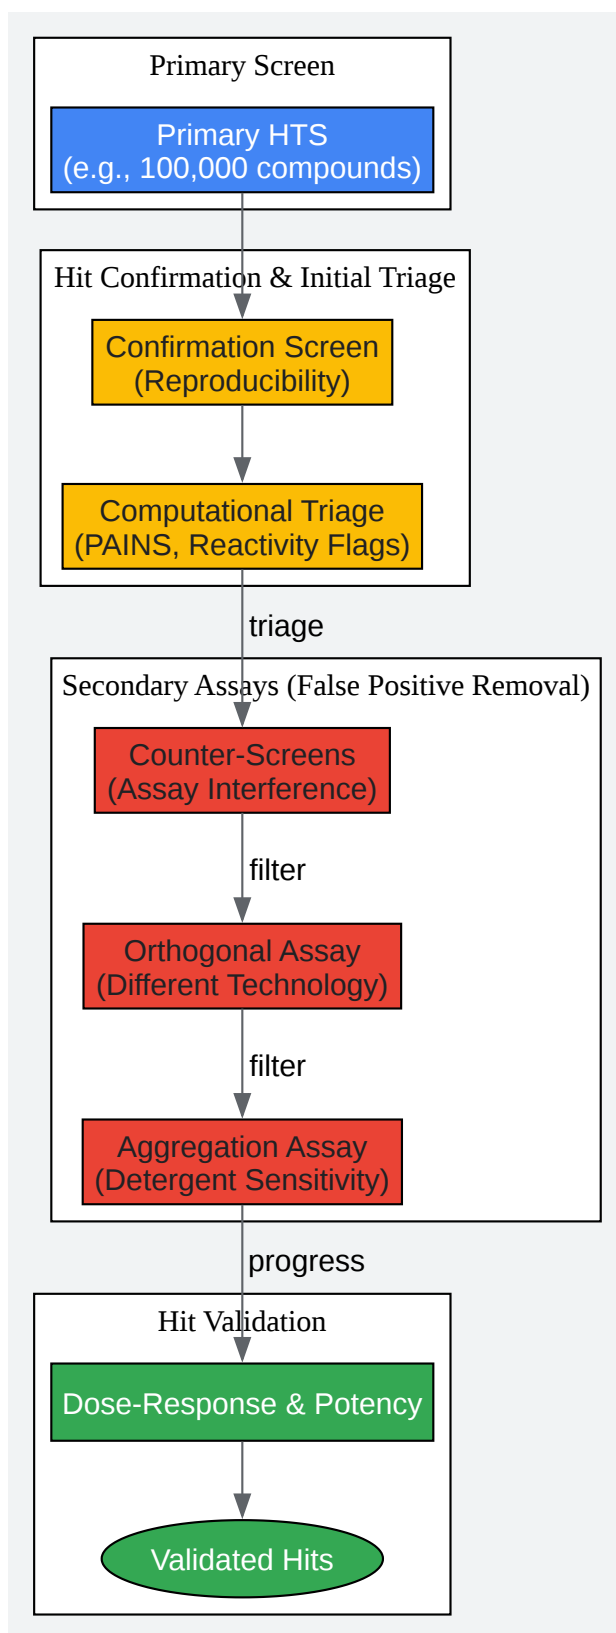 Primary Screen
Primary HTS
(e.g., 100,000 compounds)
Hit Confirmation & Initial Triage
Confirmation Screen
(Reproducibility)
Computational Triage
(PAINS, Reactivity Flags)
triage
Secondary Assays (False Positive Removal)
Counter-Screens
(Assay Interference)
filter
Orthogonal Assay
(Different Technology)
filter
Aggregation Assay
(Detergent Sensitivity)
progress
Hit Validation
Dose-Response & Potency
Validated Hits